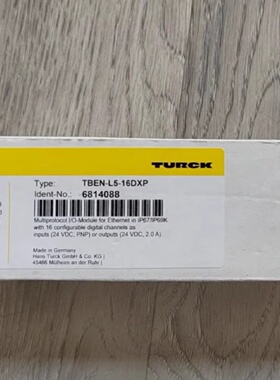 TURCK
Type: TBEN-L5-16DXP
Ident-No.: 6814088
Multiprotocol I/O-Module for Ethernet in IP67/IP69K
with 16 configurable digital channels as
inputs (24 VDC, PNP) or outputs (24 VDC, 2.0 A)
Made in Germany
Hans Turck GmbH & Co. KG |
45466 Mülheim an der Ruhr |